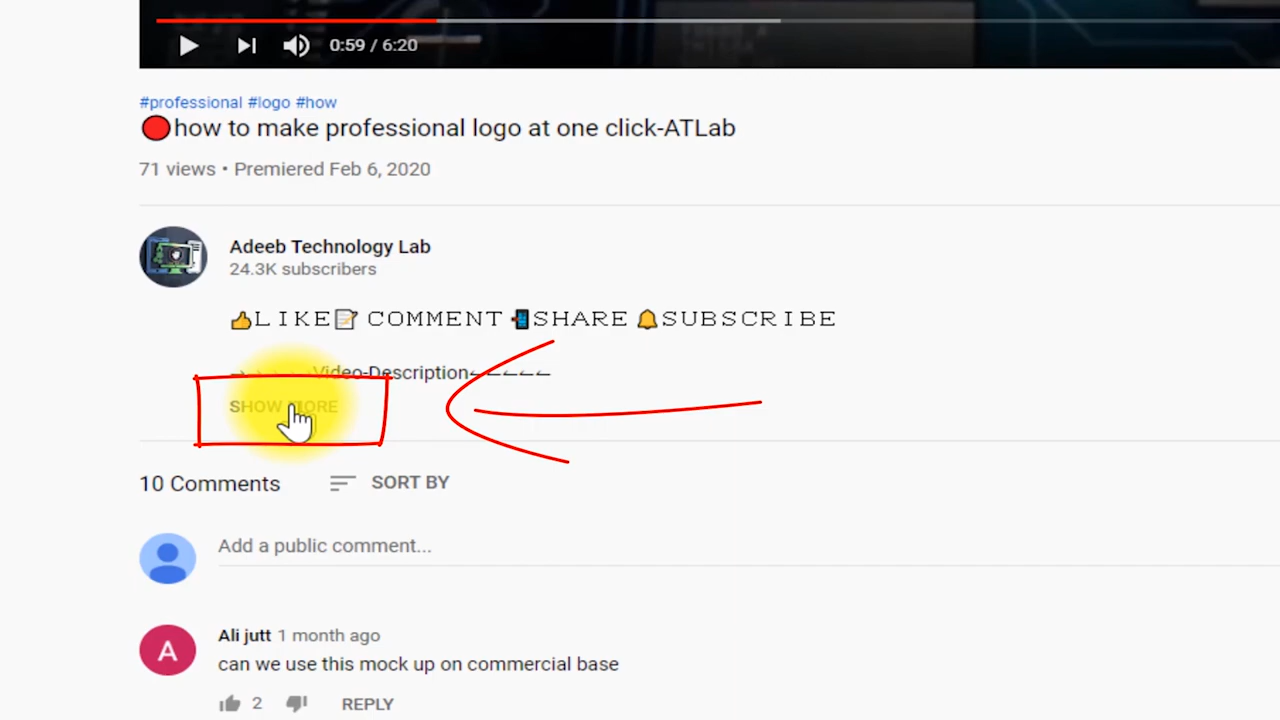 0:59 / 6:20
#professional #logo #how
how to make professional logo at one click-ATLab
71 views • Premiered Feb 6, 2020
Adeeb Technology Lab
24.3K subscribers
👍LIKE📝 COMMENT 📲SHARE 🔔SUBSCRIBE
Video-Description
SHOW MORE
10 Comments
SORT BY
Add a public comment...
A
Ali jutt 1 month ago
can we use this mock up on commercial base
2
REPLY